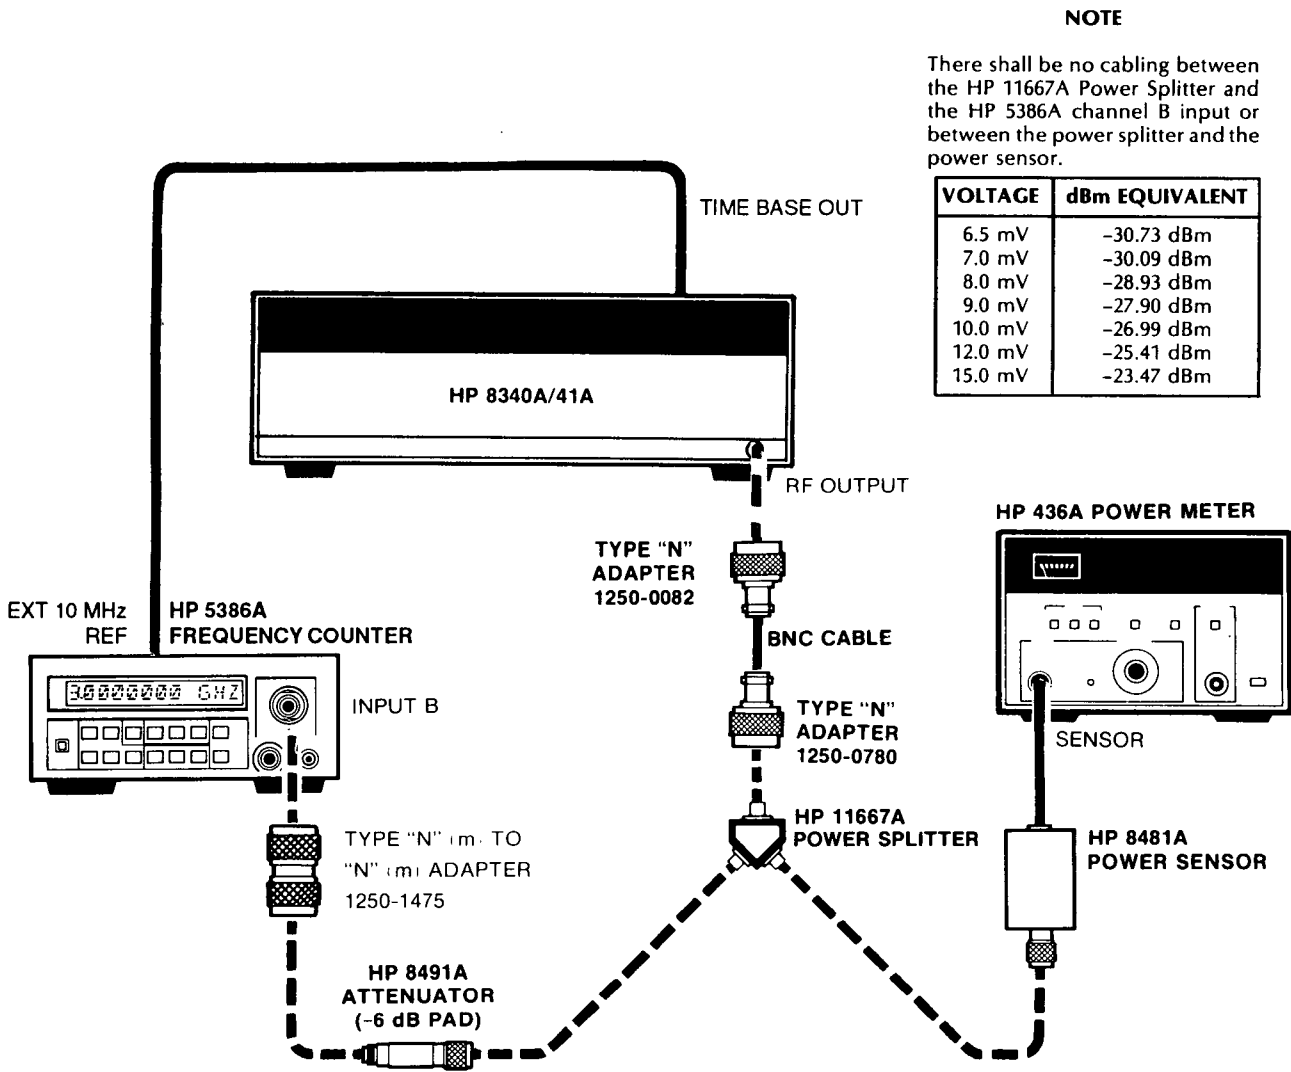 NOTE
There shall be no cabling between
the HP 11667A Power Splitter and
the HP 5386A channel B input or
between the power splitter and the
power sensor.
VOLTAGE dBm EQUIVALENT
6.5 mV -30.73 dBm
7.0 mV -30.09 dBm
8.0 mV -28.93 dBm
9.0 mV -27.90 dBm
10.0 mV -26.99 dBm
12.0 mV -25.41 dBm
15.0 mV -23.47 dBm
TIME BASE OUT
HP 8340A/41A
RF OUTPUT
HP 436A POWER METER
TYPE "N"
ADAPTER
1250-0082
EXT 10 MHz
REF
HP 5386A
FREQUENCY COUNTER
BNC CABLE
3.0000000 GHZ
INPUT B
TYPE "N"
ADAPTER
1250-0780
SENSOR
HP 11667A
POWER SPLITTER
TYPE "N" (m) TO
"N" (m) ADAPTER
1250-1475
HP 8481A
POWER SENSOR
HP 8491A
ATTENUATOR
(-6 dB PAD)